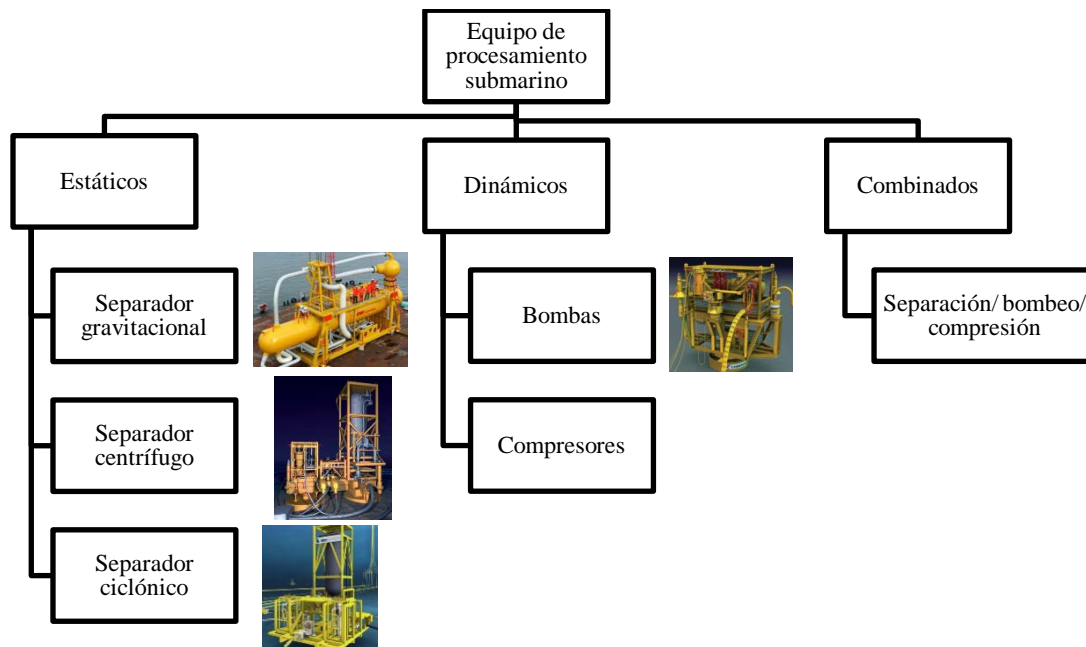 Equipo de
procesamiento
submarino
Estáticos
Dinámicos
Combinados
Separador
gravitacional
Bombas
Separación/ bombeo/
compresión
Separador
centrífugo
Compresores
Separador
ciclónico